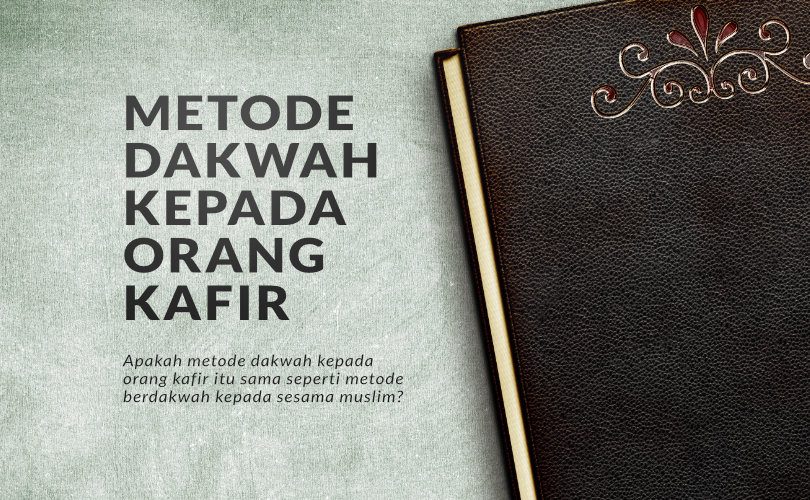 METODE
DAKWAH
KEPADA
ORANG
KAFIR
Apakah metode dakwah kepada
orang kafir itu sama seperti metode
berdakwah kepada sesama muslim?